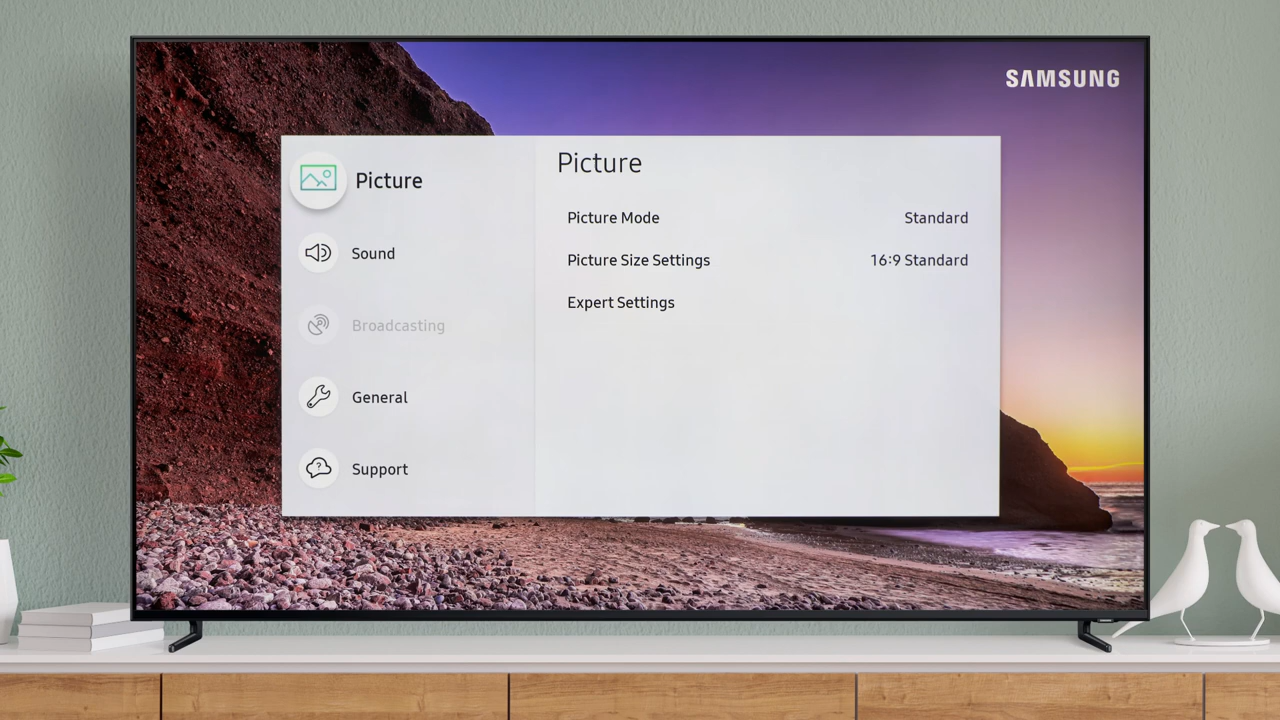 SAMSUNG
Picture
Sound
Broadcasting
General
Support
Picture
Picture Mode Standard
Picture Size Settings 16:9 Standard
Expert Settings